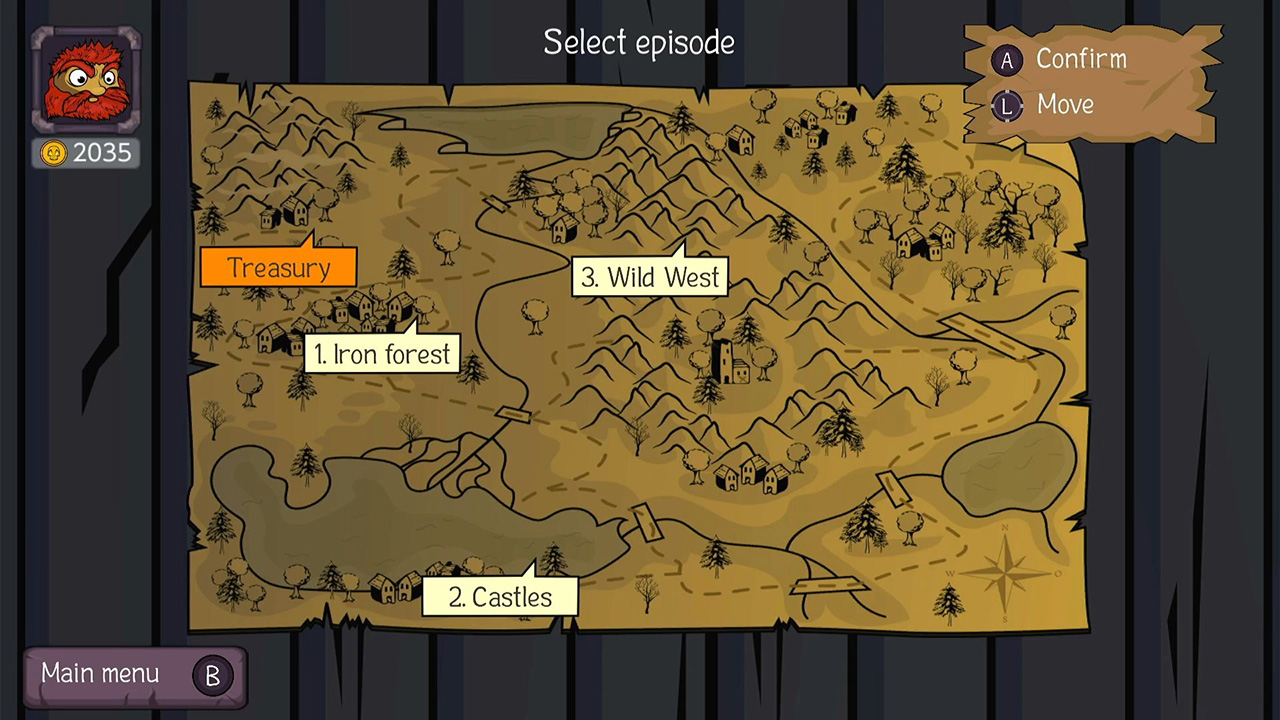 Select episode
A Confirm
L Move
2035
Treasury
3. Wild West
1. Iron forest
2. Castles
N
W O
S
Main menu B